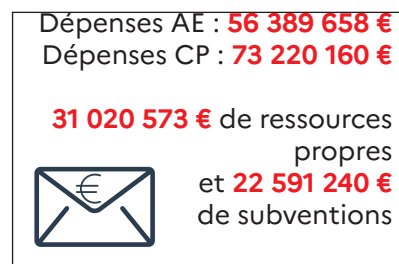 Dépenses AE : 56 389 658 €
Dépenses CP : 73 220 160 €
31 020 573 € de ressources
propres
€
et 22 591 240 €
de subventions